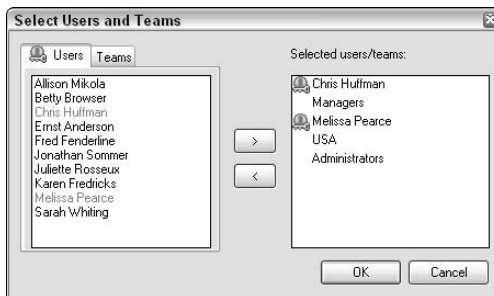 Select Users and Teams
Users
Teams
Allison Mikola
Betty Browser
Chris Huffman
Ernst Anderson
Fred Fenderline
Jonathan Sommer
Juliette Rosseux
Karen Fredricks
Melissa Pearce
Sarah Whiting
>
<
Selected users/teams:
Chris Huffman
Managers
Melissa Pearce
USA
Administrators
OK
Cancel